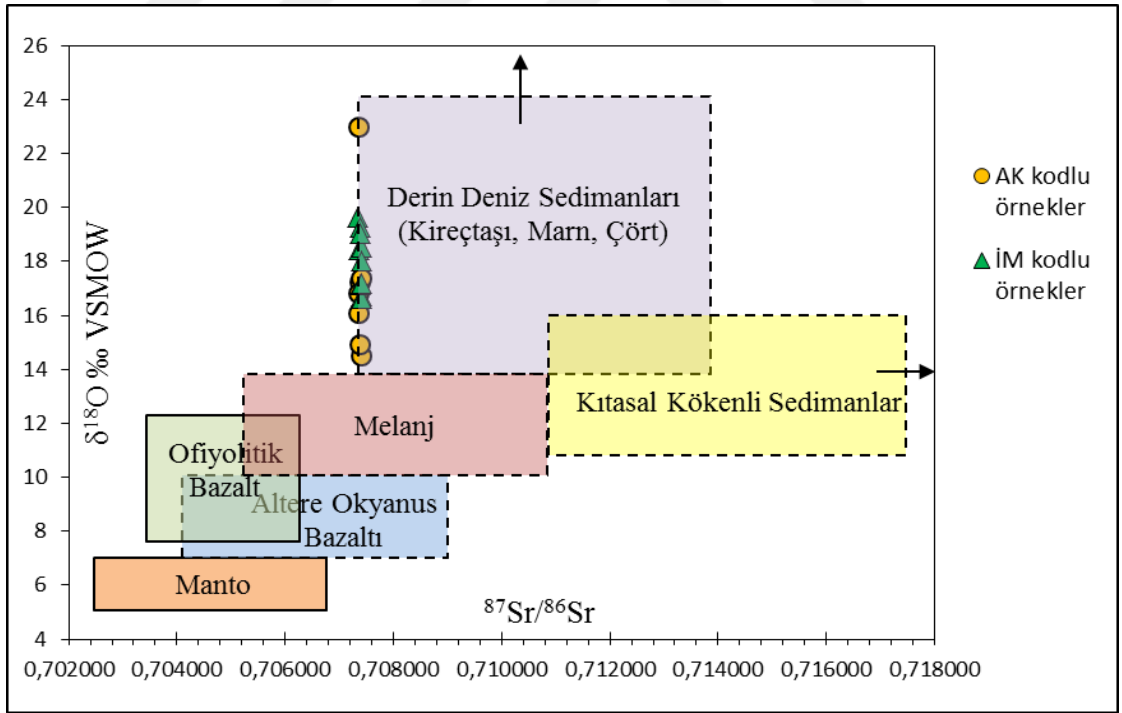 26
24
22
20
18
16
14
12
10
8
6
4
δ¹⁸O ‰ VSMOW
Derin Deniz Sedimanları
(Kireçtaşı, Marn, Çört)
Kıtasal Kökenli Sedimanlar
Melanj
Ofiyolitik
Bazalt
Altere Okyanus
Bazaltı
Manto
⁸⁷Sr/⁸⁶Sr
0,702000 0,704000 0,706000 0,708000 0,710000 0,712000 0,714000 0,716000 0,718000
AK kodlu
örnekler
İM kodlu
örnekler